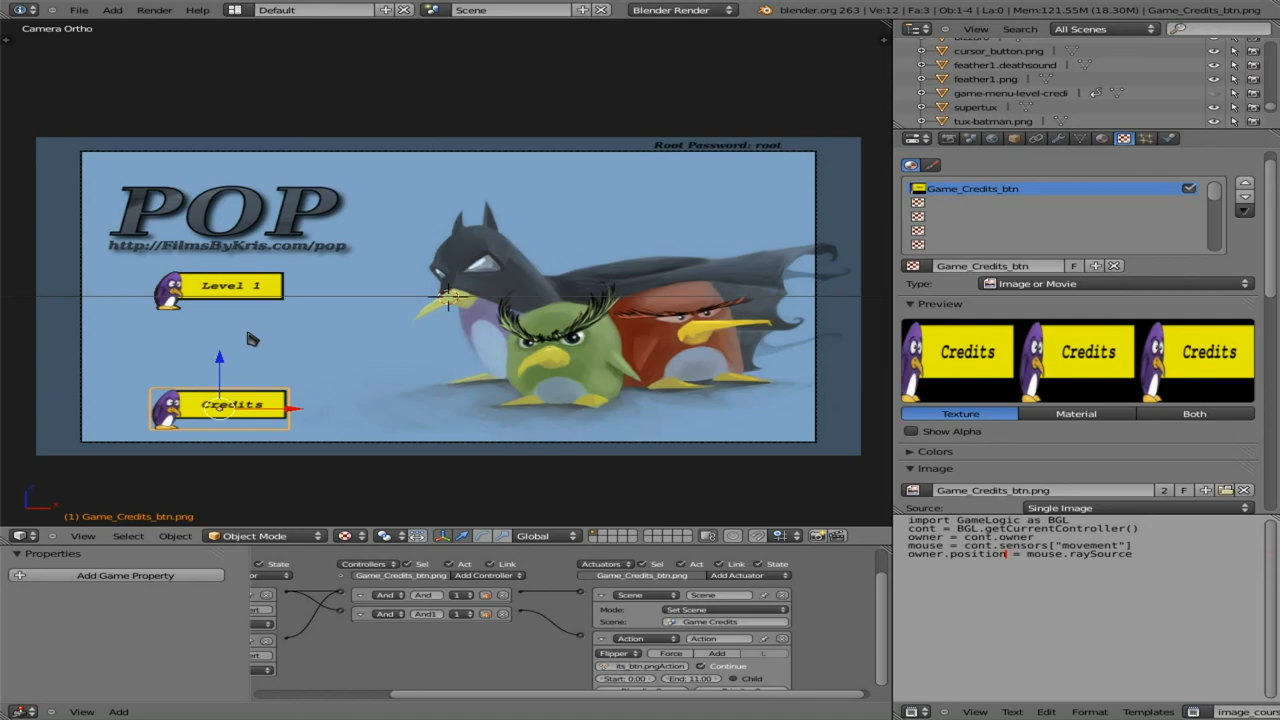 File Add Render Help Default Scene Blender Render blender.org 263 | Ve:12 | Fa:3 | Ob:1-4 | La:0 | Mem:121.55M (18.30M) | Game_Credits_btn.png
Camera Ortho
View Search All Scenes
cursor_button.png
feather1.deathsound
feather1.png
game-menu-level-credi
supertux
tux-batman.png
Root Password: root
POP
http://FilmsByKris.com/pop
Level 1
Credits
(1) Game_Credits_btn.png
Game_Credits_btn
Game_Credits_btn F
Type: Image or Movie
Preview
Credits Credits Credits
Texture Material Both
Show Alpha
Colors
Image
Game_Credits_btn.png 2 F
Source: Single Image
import GameLogic as BGL
cont = BGL.getCurrentController()
owner = cont.owner
mouse = cont.sensors["movement"]
owner.position = mouse.raySource
View Select Object Object Mode Global
Properties
Add Game Property
State Controllers Sel Act Link
Game_Credits_btn.png Add Controller
And And 1
And And1 1
Actuators Sel Act Link State
Game_Credits_btn.png Add Actuator
Scene Scene
Mode: Set Scene
Scene: Game Credits
Action Action
Flipper Force Add L
its_btn.pngAction Continue
Start: 0.00 End: 11.00 Child
View Add
View Text Edit Format Templates image_cours